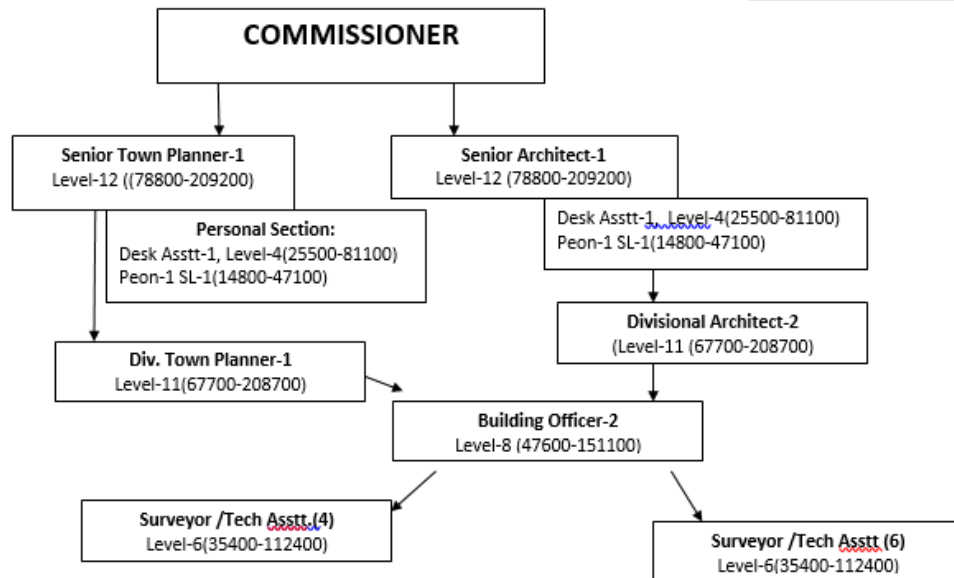 COMMISSIONER
Senior Town Planner-1
Level-12 ((78800-209200)
Senior Architect-1
Level-12 (78800-209200)
Personal Section:
Desk Asstt-1, Level-4(25500-81100)
Peon-1 SL-1(14800-47100)
Desk Asstt-1, Level-4(25500-81100)
Peon-1 SL-1(14800-47100)
Divisional Architect-2
(Level-11 (67700-208700)
Div. Town Planner-1
Level-11(67700-208700)
Building Officer-2
Level-8 (47600-151100)
Surveyor /Tech Asstt.(4)
Level-6(35400-112400)
Surveyor /Tech Asstt (6)
Level-6(35400-112400)